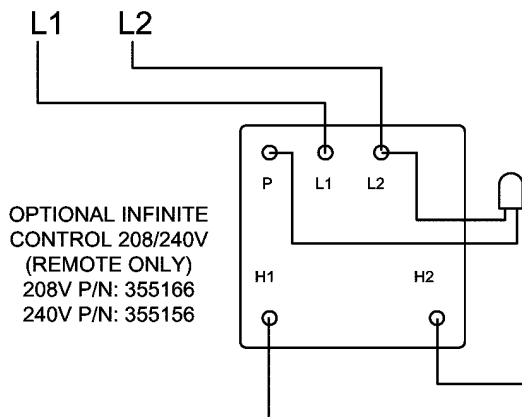 L1 L2
P L1 L2
OPTIONAL INFINITE
CONTROL 208/240V
(REMOTE ONLY)
208V P/N: 355166
240V P/N: 355156
H1 H2